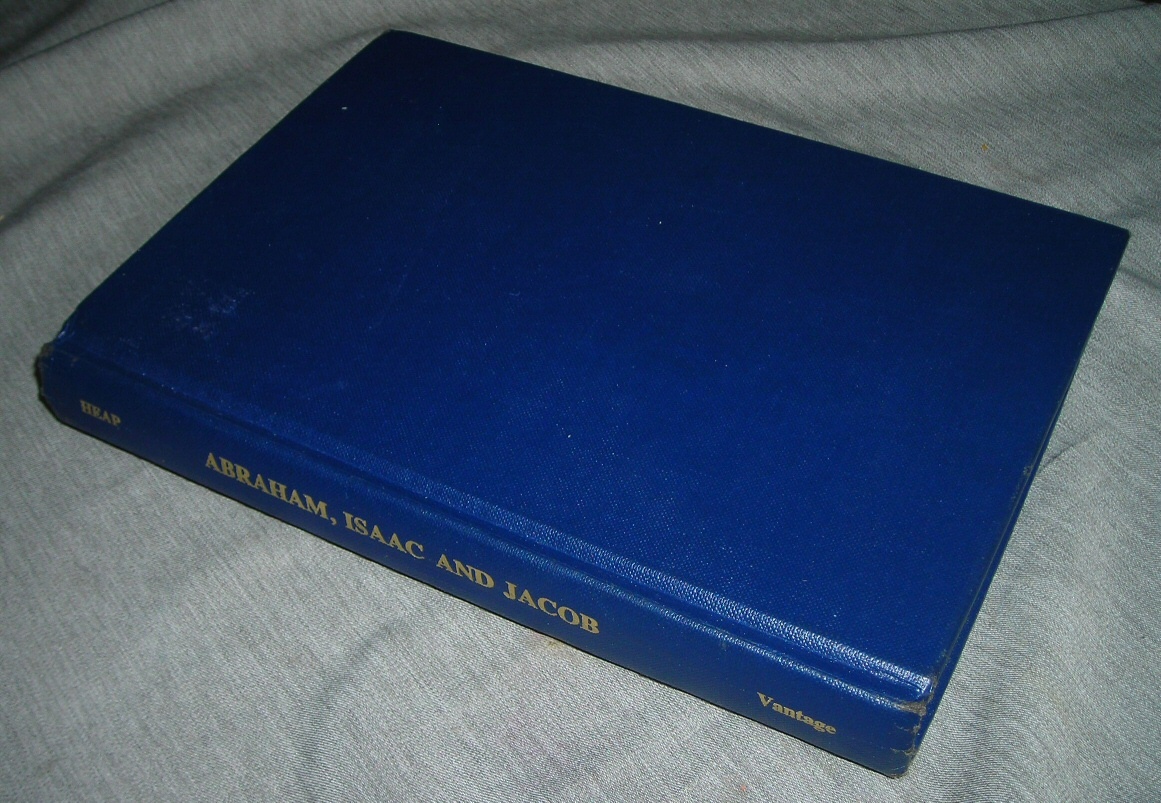 HEAP
ABRAHAM, ISAAC AND JACOB
Vantage